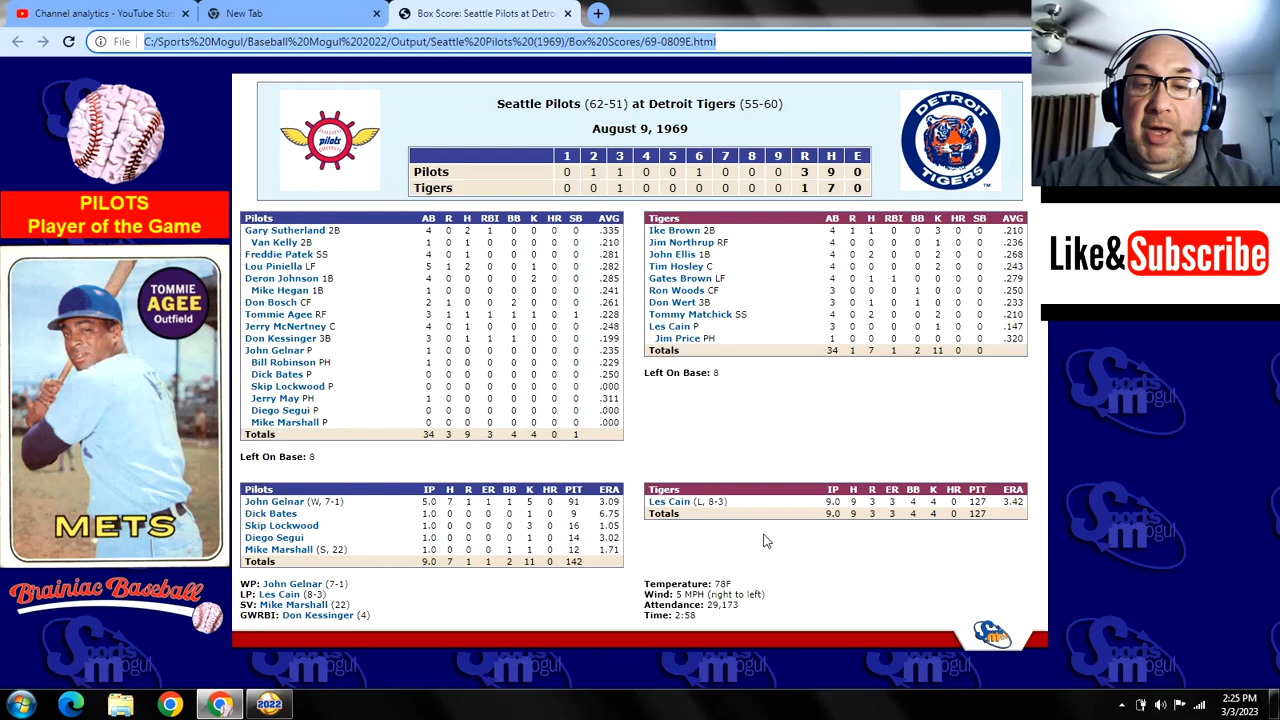 Channel analytics - YouTube Stu
New Tab
Box Score: Seattle Pilots at Detro
File
C:/Sports%20Mogul/Baseball%20Mogul%202022/Output/Seattle%20Pilots%20(1969)/Box%20Scores/69-0809E.html
Seattle Pilots (62-51) at Detroit Tigers (55-60)
August 9, 1969
pilots
DETROIT
TIGERS
TM
1 2 3 4 5 6 7 8 9 R H E
Pilots 0 1 1 0 0 1 0 0 0 3 9 0
Tigers 0 0 1 0 0 0 0 0 0 1 7 0
PILOTS
Player of the Game
TOMMIE
AGEE
Outfield
METS
Brainiac Baseball
Pilots AB R H RBI BB K HR SB AVG
Gary Sutherland 2B 4 0 2 1 0 0 0 0 .335
Van Kelly 2B 1 0 1 0 0 0 0 0 .210
Freddie Patek SS 4 0 1 0 0 0 0 0 .281
Lou Piniella LF 5 1 2 0 0 1 0 0 .282
Deron Johnson 1B 4 0 0 0 0 2 0 0 .285
Mike Hegan 1B 1 0 0 0 0 0 0 0 .241
Don Bosch CF 2 1 0 0 2 0 0 0 .261
Tommie Agee RF 3 1 1 1 1 1 0 1 .228
Jerry McNertney C 4 0 1 0 0 0 0 0 .248
Don Kessinger 3B 3 0 1 1 1 0 0 0 .199
John Gelnar P 1 0 0 0 0 0 0 0 .235
Bill Robinson PH 1 0 0 0 0 0 0 0 .229
Dick Bates P 0 0 0 0 0 0 0 0 .250
Skip Lockwood P 0 0 0 0 0 0 0 0 .000
Jerry May PH 1 0 0 0 0 0 0 0 .311
Diego Segui P 0 0 0 0 0 0 0 0 .000
Mike Marshall P 0 0 0 0 0 0 0 0 .000
Totals 34 3 9 3 4 4 0 1
Left On Base: 8
Tigers AB R H RBI BB K HR SB AVG
Ike Brown 2B 4 1 1 0 0 3 0 0 .210
Jim Northrup RF 4 0 0 0 0 1 0 0 .236
John Ellis 1B 4 0 2 0 0 2 0 0 .268
Tim Hosley C 4 0 0 0 0 2 0 0 .243
Gates Brown LF 4 0 1 1 0 0 0 0 .279
Ron Woods CF 3 0 0 0 1 0 0 0 .250
Don Wert 3B 3 0 1 0 1 0 0 0 .233
Tommy Matchick SS 4 0 2 0 0 2 0 0 .210
Les Cain P 3 0 0 0 0 1 0 0 .147
Jim Price PH 1 0 0 0 0 0 0 0 .320
Totals 34 1 7 1 2 11 0 0
Left On Base: 8
Pilots IP H R ER BB K HR PIT ERA
John Gelnar (W, 7-1) 5.0 7 1 1 1 5 0 91 3.09
Dick Bates 1.0 0 0 0 0 1 0 9 6.75
Skip Lockwood 1.0 0 0 0 0 3 0 16 1.05
Diego Segui 1.0 0 0 0 0 1 0 14 3.02
Mike Marshall (S, 22) 1.0 0 0 0 1 1 0 12 1.71
Totals 9.0 7 1 1 2 11 0 142
Tigers IP H R ER BB K HR PIT ERA
Les Cain (L, 8-3) 9.0 9 3 3 4 4 0 127 3.42
Totals 9.0 9 3 3 4 4 0 127
WP: John Gelnar (7-1)
LP: Les Cain (8-3)
SV: Mike Marshall (22)
GWRBI: Don Kessinger (4)
Temperature: 78F
Wind: 5 MPH (right to left)
Attendance: 29,173
Time: 2:58
Like& Subscribe
Sports Mogul
2022
2:25 PM
3/3/2023